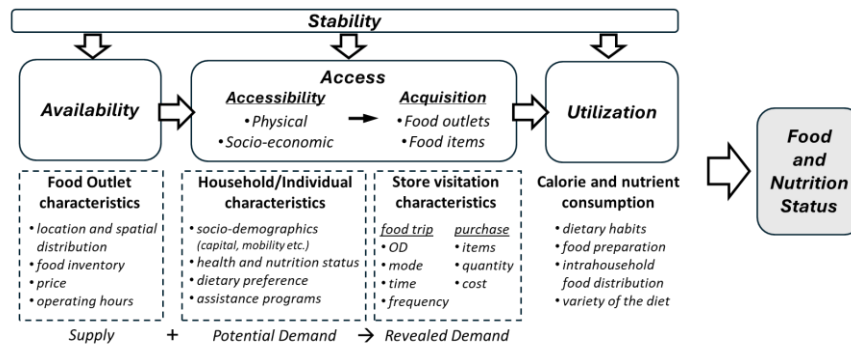 Stability
Availability
Access
Accessibility
• Physical
• Socio-economic
Acquisition
• Food outlets
• Food items
Utilization
Food
and
Nutrition
Status
Food Outlet
characteristics
• location and spatial
distribution
• food inventory
• price
• operating hours
Household/Individual
characteristics
• socio-demographics
(capital, mobility etc.)
• health and nutrition status
• dietary preference
• assistance programs
Store visitation
characteristics
food trip
• OD
• mode
• time
• frequency
purchase
• items
• quantity
• cost
Calorie and nutrient
consumption
• dietary habits
• food preparation
• intrahousehold
food distribution
• variety of the diet
Supply + Potential Demand → Revealed Demand